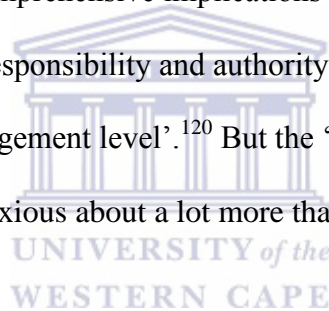 mprehensive implications
esponsibility and authority
gement level’.120 But the ‘
xious about a lot more tha
UNIVERSITY of the
WESTERN CAPE